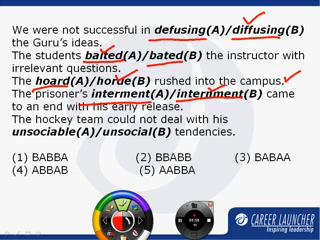 We were not successful in defusing(A)/diffusing(B)
the Guru's ideas.
The students baited(A)/bated(B) the instructor with
irrelevant questions.
The hoard(A)/horde(B) rushed into the campus.
The prisoner's interment(A)/internment(B) came
to an end with his early release.
The hockey team could not deal with his
unsociable(A)/unsocial(B) tendencies.
(1) BABBA (2) BBABB (3) BABAA
(4) ABBAB (5) AABBA
CAREER LAUNCHER
Inspiring leadership